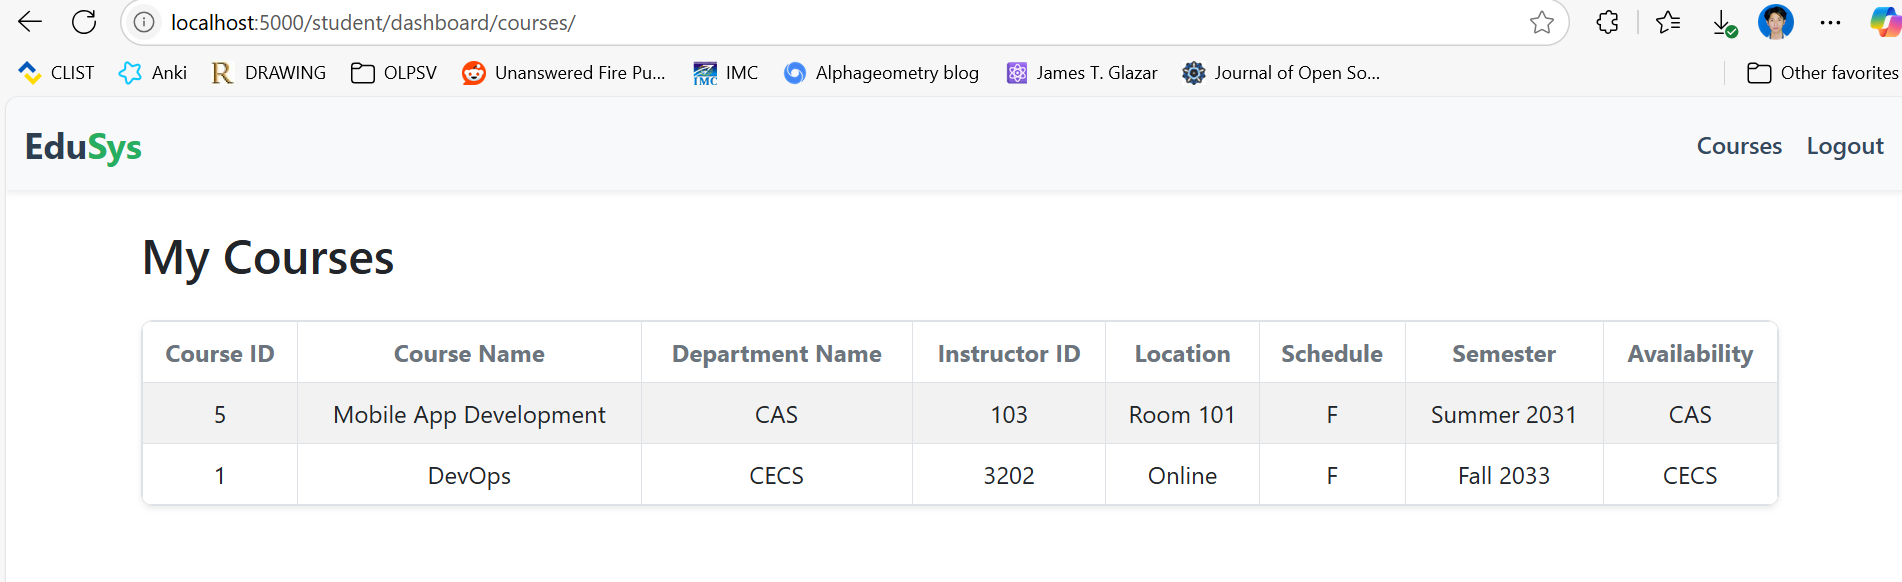 localhost:5000/student/dashboard/courses/
CLIST Anki DRAWING OLPSV Unanswered Fire Pu... IMC Alphageometry blog James T. Glazar Journal of Open So... Other favorites
EduSys Courses Logout
My Courses
Course ID Course Name Department Name Instructor ID Location Schedule Semester Availability
5 Mobile App Development CAS 103 Room 101 F Summer 2031 CAS
1 DevOps CECS 3202 Online F Fall 2033 CECS